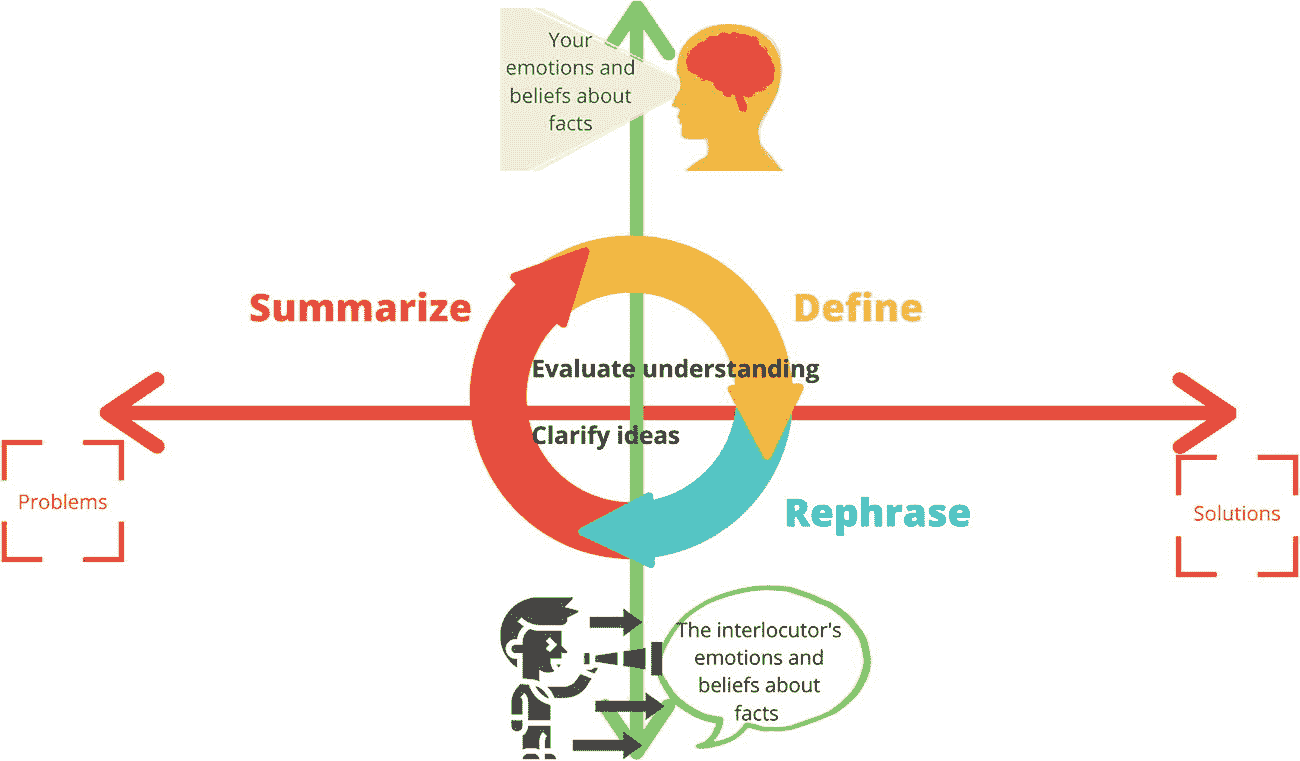 Your
emotions and
beliefs about
facts
Summarize
Define
Evaluate understanding
Clarify ideas
Problems
Solutions
Rephrase
The interlocutor's
emotions and
beliefs about
facts